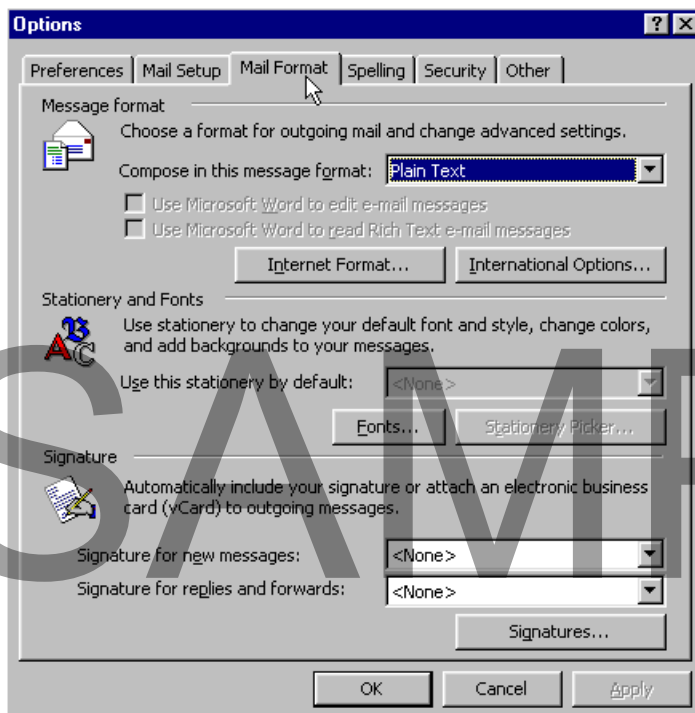 Options
Preferences Mail Setup Mail Format Spelling Security Other
Message format
Choose a format for outgoing mail and change advanced settings.
Compose in this message format: Plain Text
Use Microsoft Word to edit e-mail messages
Use Microsoft Word to read Rich Text e-mail messages
Internet Format... International Options...
Stationery and Fonts
Use stationery to change your default font and style, change colors,
and add backgrounds to your messages.
Use this stationery by default: <None>
Fonts... Stationery Picker...
Signature
Automatically include your signature or attach an electronic business
card (vCard) to outgoing messages.
Signature for new messages: <None>
Signature for replies and forwards: <None>
Signatures...
OK Cancel Apply
SAMP